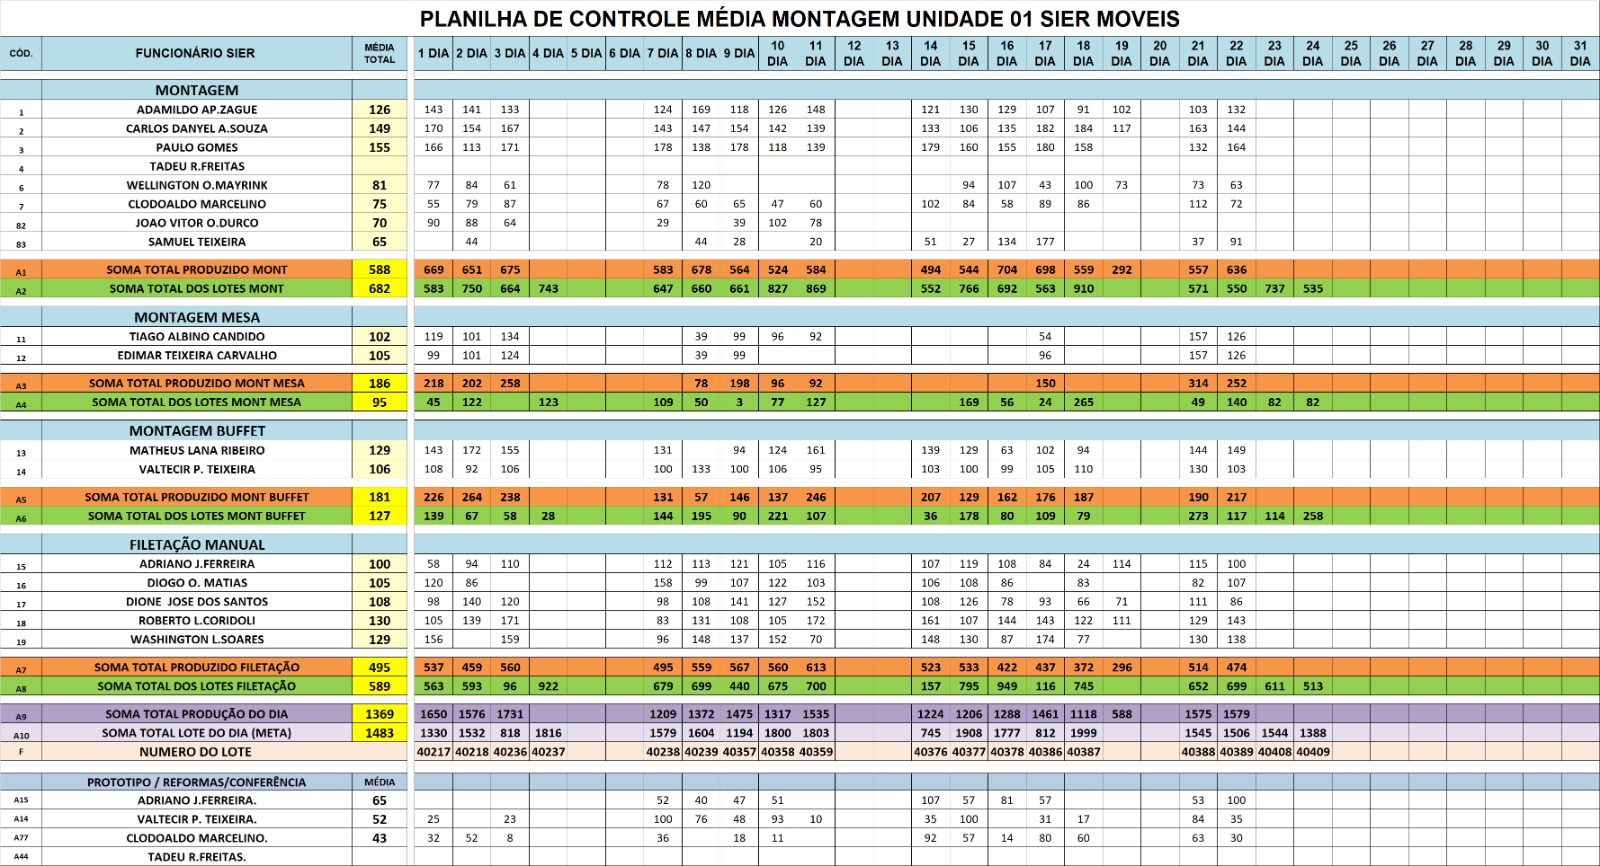 PLANILHA DE CONTROLE MÉDIA MONTAGEM UNIDADE 01 SIER MOVEIS
CÓD. FUNCIONÁRIO SIER MÉDIA TOTAL 1 DIA 2 DIA 3 DIA 4 DIA 5 DIA 6 DIA 7 DIA 8 DIA 9 DIA 10 DIA 11 DIA 12 DIA 13 DIA 14 DIA 15 DIA 16 DIA 17 DIA 18 DIA 19 DIA 20 DIA 21 DIA 22 DIA 23 DIA 24 DIA 25 DIA 26 DIA 27 DIA 28 DIA 29 DIA 30 DIA 31 DIA
MONTAGEM
1 ADAMILDO AP.ZAGUE 126 143 141 133 124 169 118 126 148 121 130 129 107 91 102 103 132
2 CARLOS DANYEL A.SOUZA 149 170 154 167 143 147 154 142 139 133 106 135 182 184 117 163 144
3 PAULO GOMES 155 166 113 171 178 138 178 118 139 179 160 155 180 158 132 164
4 TADEU R.FREITAS
6 WELLINGTON O.MAYRINK 81 77 84 61 78 120 94 107 43 100 73 73 63
7 CLODOALDO MARCELINO 75 55 79 87 67 60 65 47 60 102 84 58 89 86 112 72
82 JOAO VITOR O.DURCO 70 90 88 64 29 39 102 78
83 SAMUEL TEIXEIRA 65 44 44 28 20 51 27 134 177 37 91
A1 SOMA TOTAL PRODUZIDO MONT 588 669 651 675 583 678 564 524 584 494 544 704 698 559 292 557 636
A2 SOMA TOTAL DOS LOTES MONT 682 583 750 664 743 647 660 661 827 869 552 766 692 563 910 571 550 737 535
MONTAGEM MESA
11 TIAGO ALBINO CANDIDO 102 119 101 134 39 99 96 92 54 157 126
12 EDIMAR TEIXEIRA CARVALHO 105 99 101 124 39 99 96 157 126
A3 SOMA TOTAL PRODUZIDO MONT MESA 186 218 202 258 78 198 96 92 150 314 252
A4 SOMA TOTAL DOS LOTES MONT MESA 95 45 122 123 109 50 3 77 127 169 56 24 265 49 140 82 82
MONTAGEM BUFFET
13 MATHEUS LANA RIBEIRO 129 143 172 155 131 94 124 161 139 129 63 102 94 144 149
14 VALTECIR P. TEIXEIRA 106 108 92 106 100 133 100 106 95 103 100 99 105 110 130 103
A5 SOMA TOTAL PRODUZIDO MONT BUFFET 181 226 264 238 131 57 146 137 246 207 129 162 176 187 190 217
A6 SOMA TOTAL DOS LOTES MONT BUFFET 127 139 67 58 28 144 195 90 221 107 36 178 80 109 79 273 117 114 258
FILETAÇÃO MANUAL
15 ADRIANO J.FERREIRA 100 58 94 110 112 113 121 105 116 107 119 108 84 24 114 115 100
16 DIOGO O. MATIAS 105 120 86 158 99 107 122 103 106 108 86 83 82 107
17 DIONE JOSE DOS SANTOS 108 98 140 120 98 108 141 127 152 108 126 78 93 66 71 111 86
18 ROBERTO L.CORIDOLI 130 105 139 171 83 131 108 105 172 161 107 144 143 122 111 129 143
19 WASHINGTON L.SOARES 129 156 159 96 148 137 152 70 148 130 87 174 77 130 138
A7 SOMA TOTAL PRODUZIDO FILETAÇÃO 495 537 459 560 495 559 567 560 613 523 533 422 437 372 296 514 474
A8 SOMA TOTAL DOS LOTES FILETAÇÃO 589 563 593 96 922 679 699 440 675 700 157 795 949 116 745 652 699 611 513
A9 SOMA TOTAL PRODUÇÃO DO DIA 1369 1650 1576 1731 1209 1372 1475 1317 1535 1224 1206 1288 1461 1118 588 1575 1579
A10 SOMA TOTAL LOTE DO DIA (META) 1483 1330 1532 818 1816 1579 1604 1194 1800 1803 745 1908 1777 812 1999 1545 1506 1544 1388
F NUMERO DO LOTE 40217 40218 40236 40237 40238 40239 40357 40358 40359 40376 40377 40378 40386 40387 40388 40389 40408 40409
PROTOTIPO / REFORMAS/CONFERÊNCIA MÉDIA
A15 ADRIANO J.FERREIRA. 65 52 40 47 51 107 57 81 57 53 100
A14 VALTECIR P. TEIXEIRA. 52 25 23 100 76 48 93 10 35 100 31 17 84 35
A77 CLODOALDO MARCELINO. 43 32 52 8 36 18 11 92 57 14 80 60 63 30
A44 TADEU R.FREITAS.